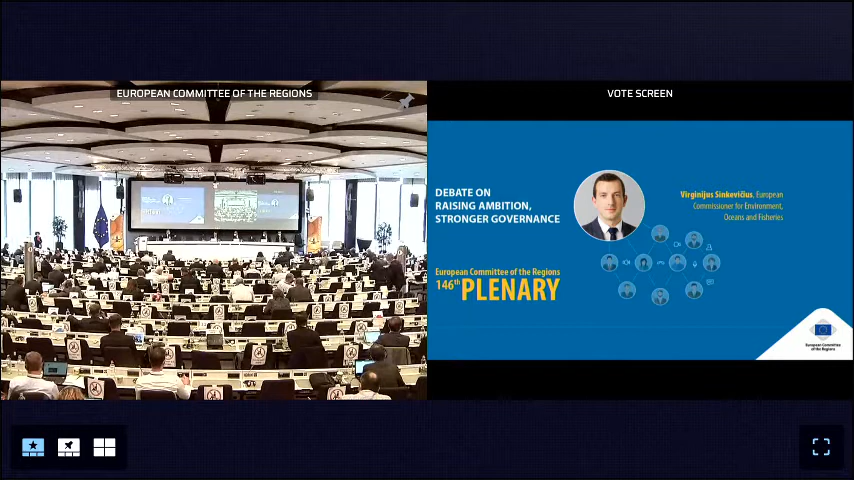 EUROPEAN COMMITTEE OF THE REGIONS
VOTE SCREEN
DEBATE ON
RAISING AMBITION,
STRONGER GOVERNANCE
Virginijus Sinkevičius, European
Commissioner for Environment,
Oceans and Fisheries
European Committee of the Regions
146th PLENARY
European Committee
of the Regions